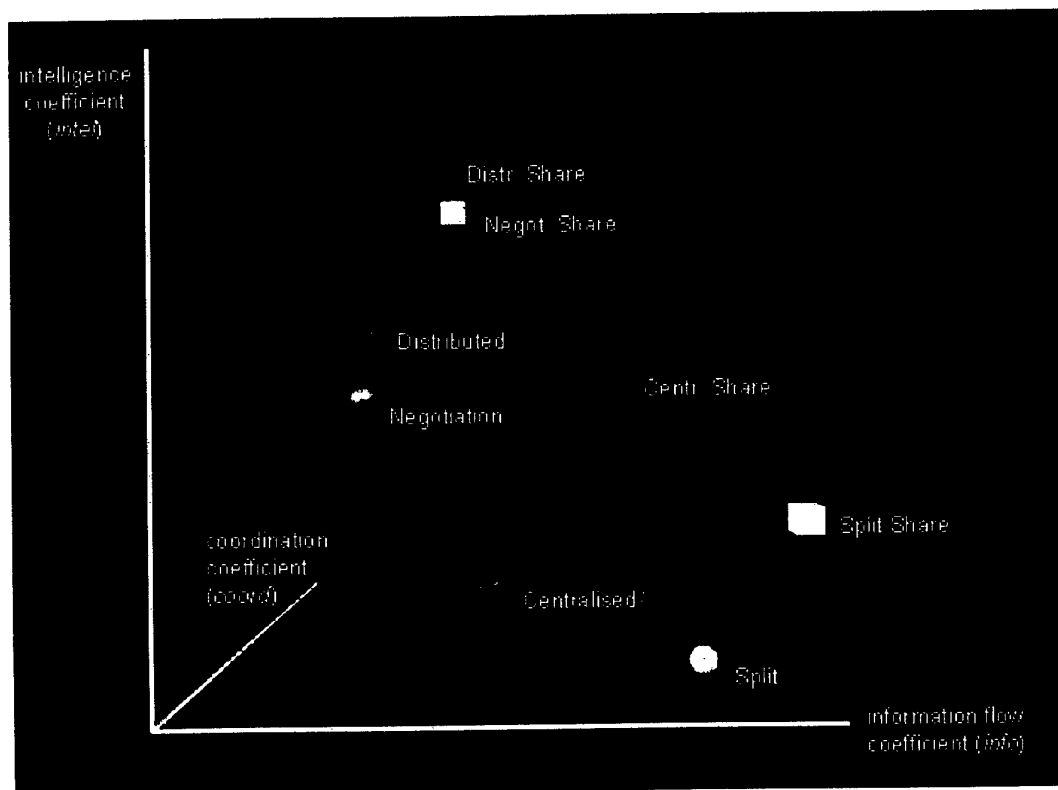 intelligence
coefficient
(intel)
Distr. Share
Negot. Share
Distributed
Centr. Share
Negotiation
Split Share
coordination
coefficient
(coord)
Centralised
Split
information flow
coefficient (info)